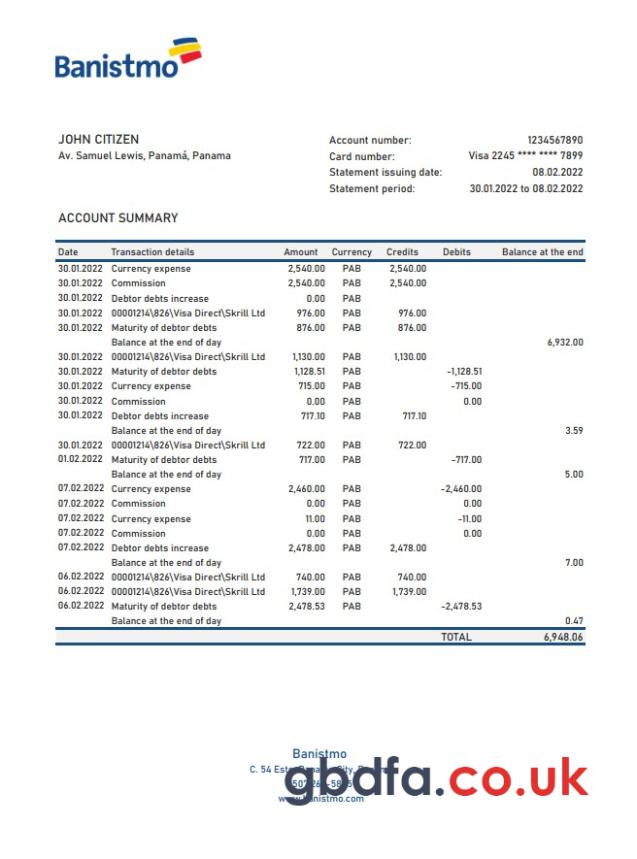 Banistmo
JOHN CITIZEN
Av. Samuel Lewis, Panamá, Panama
Account number: 1234567890
Card number: Visa 2245 **** **** 7899
Statement issuing date: 08.02.2022
Statement period: 30.01.2022 to 08.02.2022
ACCOUNT SUMMARY
Date Transaction details Amount Currency Credits Debits Balance at the end
30.01.2022 Currency expense 2,540.00 PAB 2,540.00
30.01.2022 Commission 2,540.00 PAB 2,540.00
30.01.2022 Debtor debts increase 0.00 PAB
30.01.2022 00001214\826\Visa Direct\Skrill Ltd 976.00 PAB 976.00
30.01.2022 Maturity of debtor debts 876.00 PAB 876.00
Balance at the end of day 6,932.00
30.01.2022 00001214\826\Visa Direct\Skrill Ltd 1,130.00 PAB 1,130.00
30.01.2022 Maturity of debtor debts 1,128.51 PAB -1,128.51
30.01.2022 Currency expense 715.00 PAB -715.00
30.01.2022 Commission 0.00 PAB 0.00
30.01.2022 Debtor debts increase 717.10 PAB 717.10
Balance at the end of day 3.59
30.01.2022 00001214\826\Visa Direct\Skrill Ltd 722.00 PAB 722.00
01.02.2022 Maturity of debtor debts 717.00 PAB -717.00
Balance at the end of day 5.00
07.02.2022 Currency expense 2,460.00 PAB -2,460.00
07.02.2022 Commission 0.00 PAB 0.00
07.02.2022 Currency expense 11.00 PAB -11.00
07.02.2022 Commission 0.00 PAB 0.00
07.02.2022 Debtor debts increase 2,478.00 PAB 2,478.00
Balance at the end of day 7.00
06.02.2022 00001214\826\Visa Direct\Skrill Ltd 740.00 PAB 740.00
06.02.2022 00001214\826\Visa Direct\Skrill Ltd 1,739.00 PAB 1,739.00
06.02.2022 Maturity of debtor debts 2,478.53 PAB -2,478.53
Balance at the end of day 0.47
TOTAL 6,948.06
Banistmo
C. 54 City,
www.banistmo.com
gbdfa.co.uk